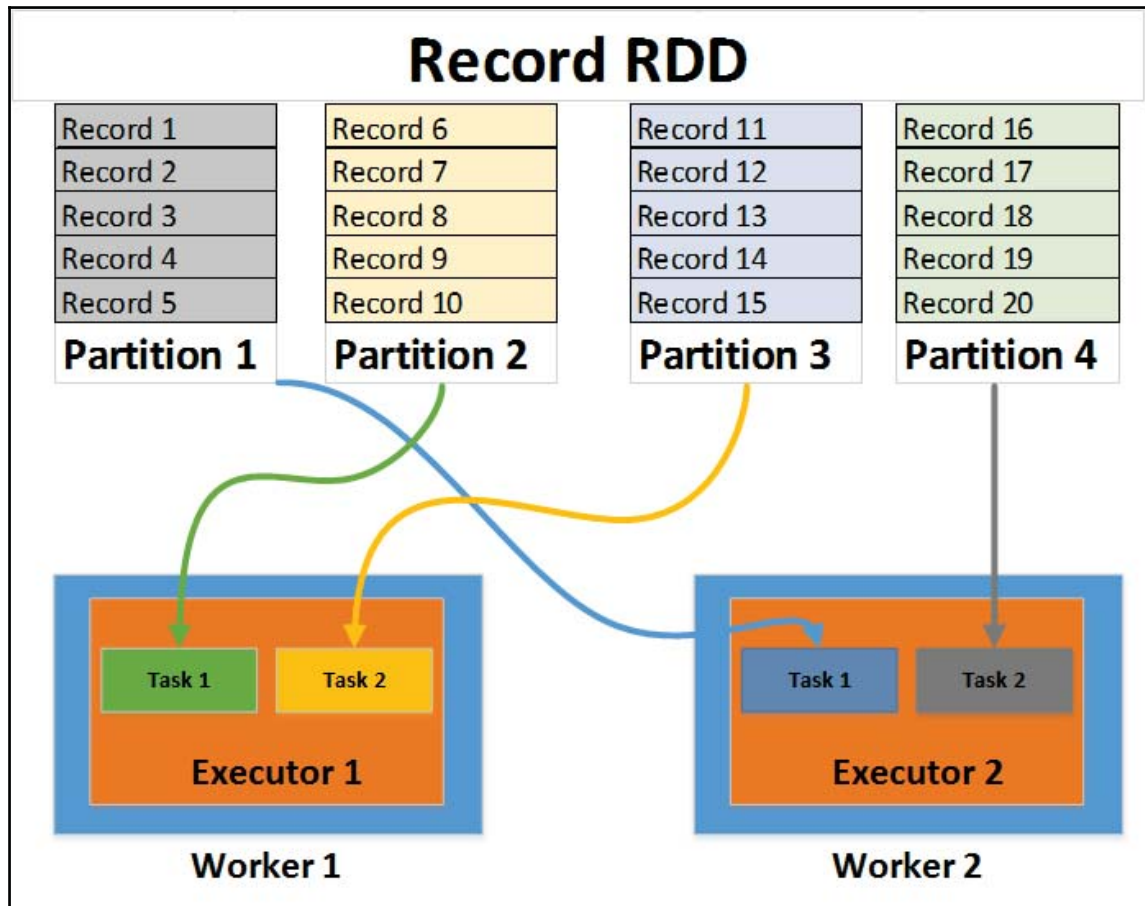 Record RDD
Record 1
Record 2
Record 3
Record 4
Record 5
Partition 1
Record 6
Record 7
Record 8
Record 9
Record 10
Partition 2
Record 11
Record 12
Record 13
Record 14
Record 15
Partition 3
Record 16
Record 17
Record 18
Record 19
Record 20
Partition 4
Task 1
Task 2
Executor 1
Worker 1
Task 1
Task 2
Executor 2
Worker 2